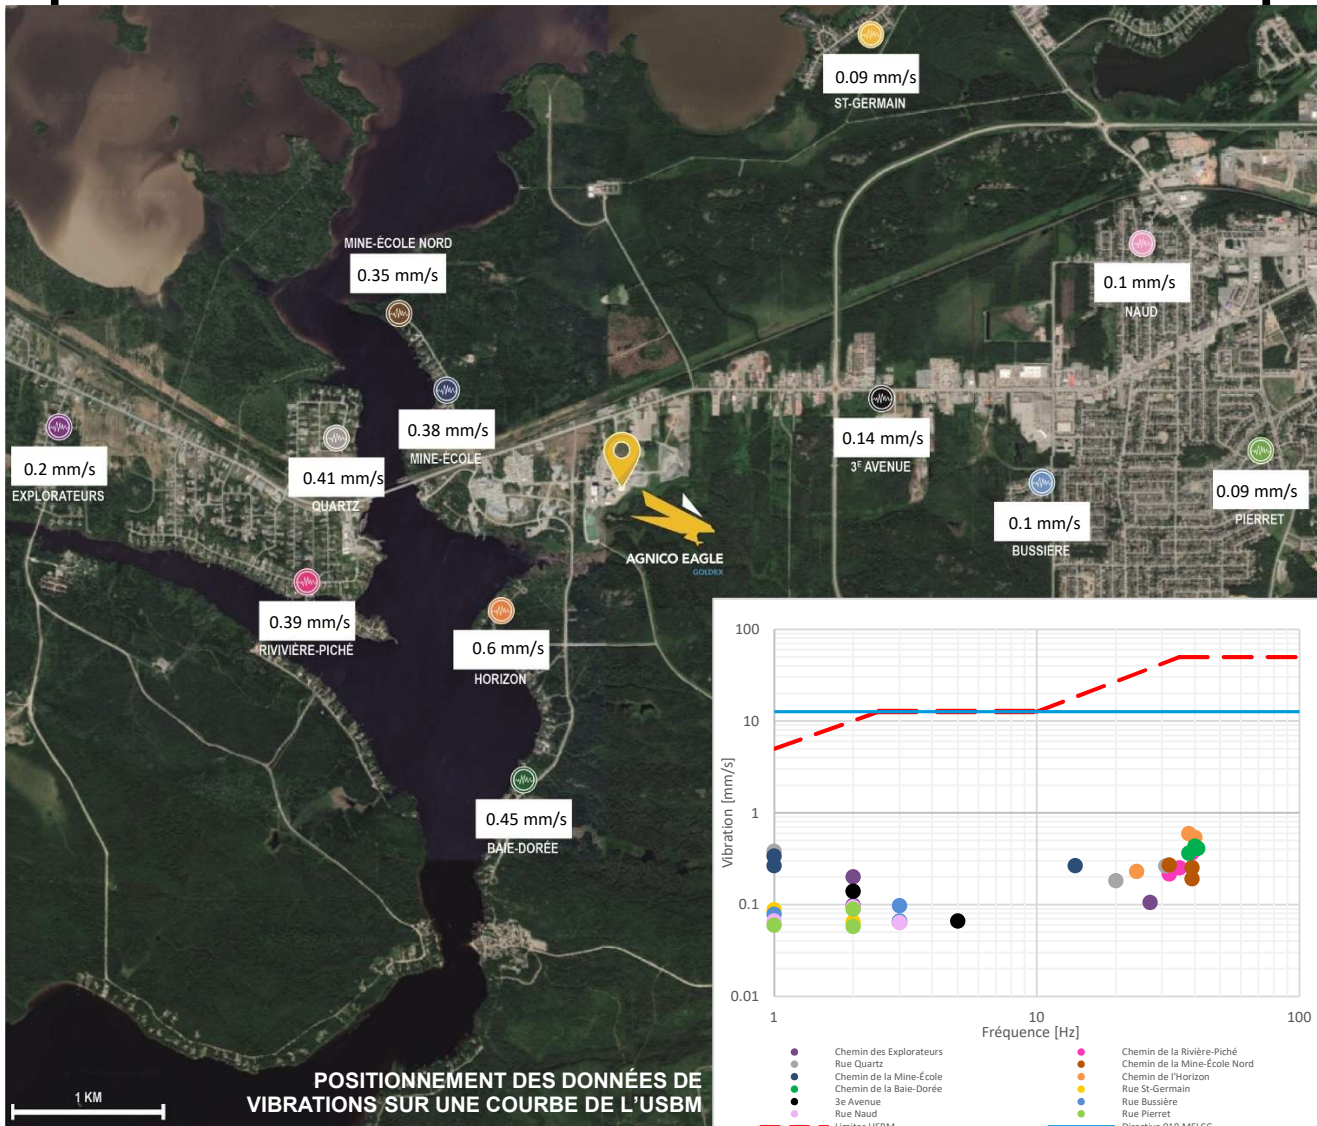 0.09 mm/s
ST-GERMAIN
MINE-ÉCOLE NORD
0.35 mm/s
0.1 mm/s
NAUD
0.38 mm/s
MINE-ÉCOLE
0.14 mm/s
3E AVENUE
0.2 mm/s
EXPLORATEURS
0.41 mm/s
QUARTZ
0.09 mm/s
PIERRET
0.1 mm/s
BUSSIÈRE
AGNICO EAGLE
GOLDEX
0.39 mm/s
RIVIVIÈRE-PICHÉ
0.6 mm/s
HORIZON
0.45 mm/s
BAIE-DORÉE
100
10
1
0.1
0.01
Vibration [mm/s]
1
10
100
Fréquence [Hz]
Chemin des Explorateurs
Chemin de la Rivière-Piché
Rue Quartz
Chemin de la Mine-École Nord
Chemin de la Mine-École
Chemin de l'Horizon
Chemin de la Baie-Dorée
Rue St-Germain
3e Avenue
Rue Bussière
Rue Naud
Rue Pierret
POSITIONNEMENT DES DONNÉES DE
VIBRATIONS SUR UNE COURBE DE L'USBM
1 KM